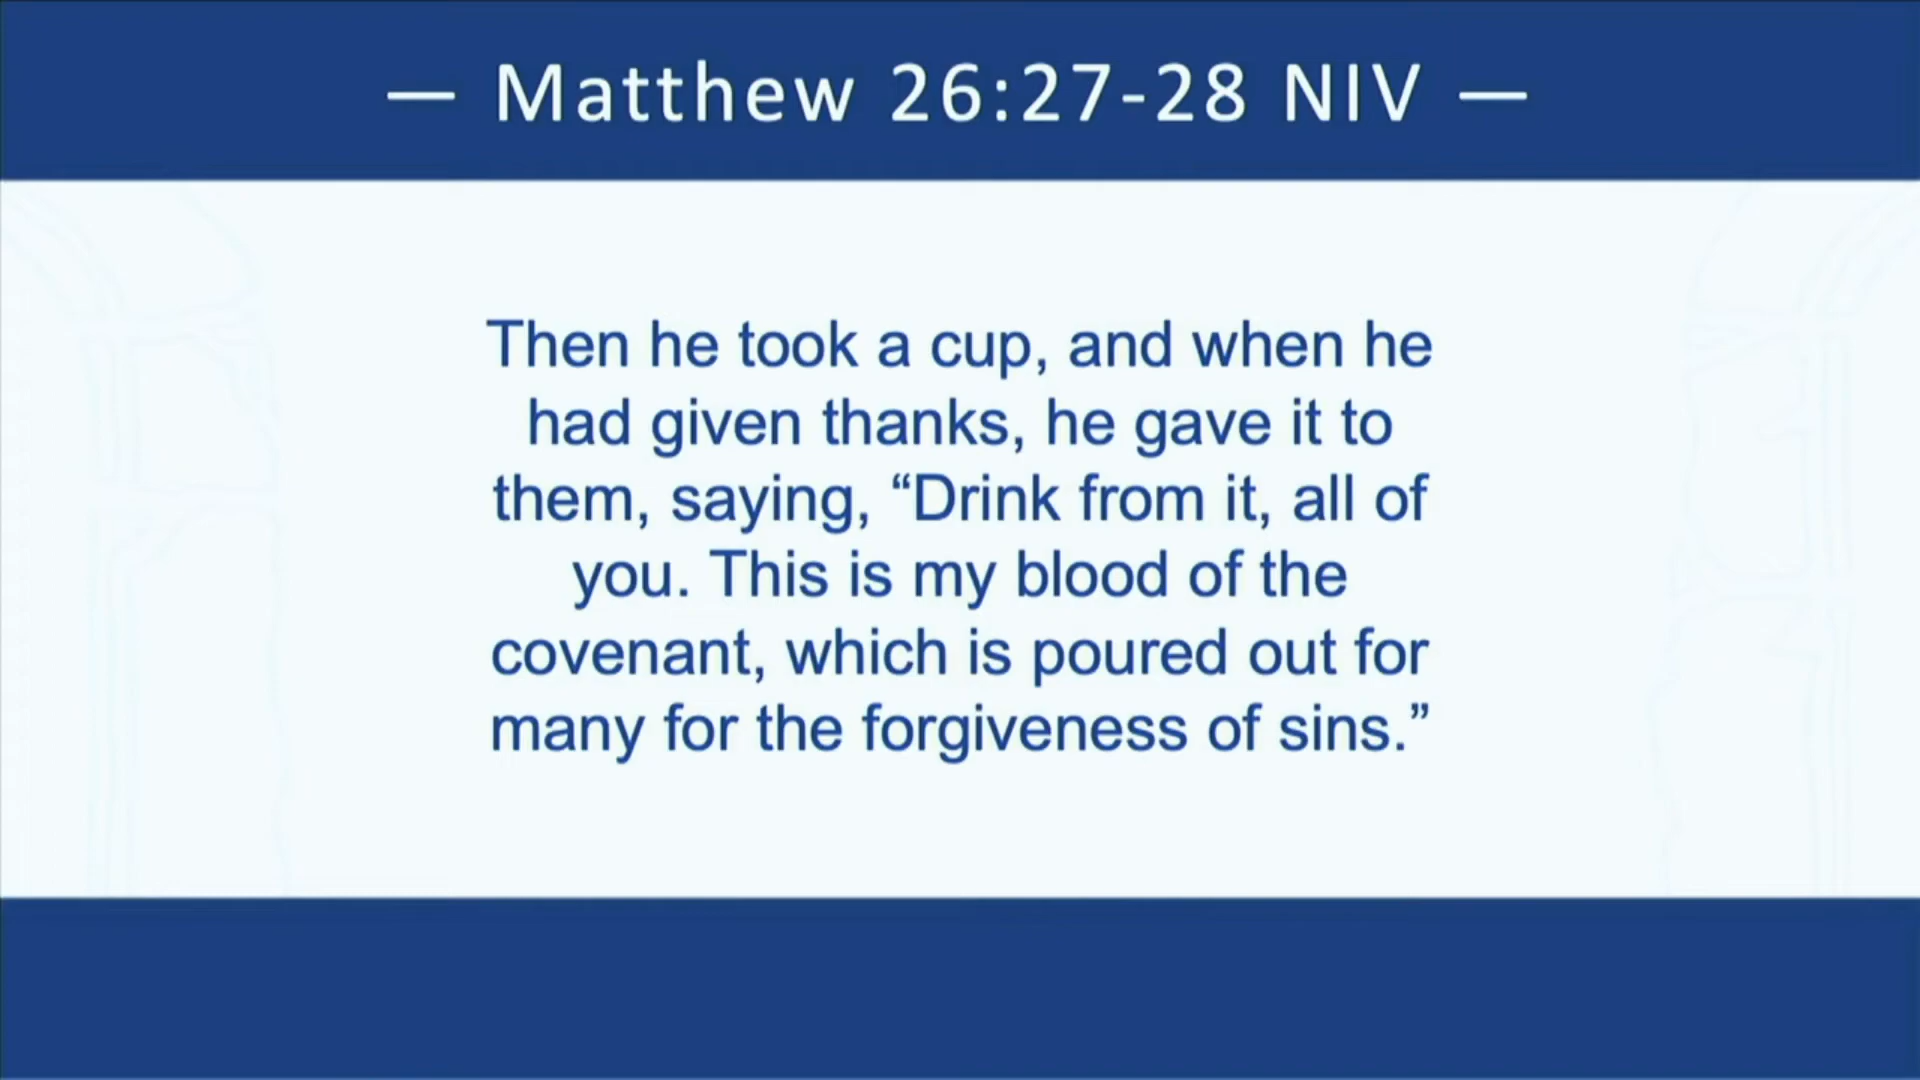 — Matthew 26:27-28 NIV —
Then he took a cup, and when he
had given thanks, he gave it to
them, saying, “Drink from it, all of
you. This is my blood of the
covenant, which is poured out for
many for the forgiveness of sins.”